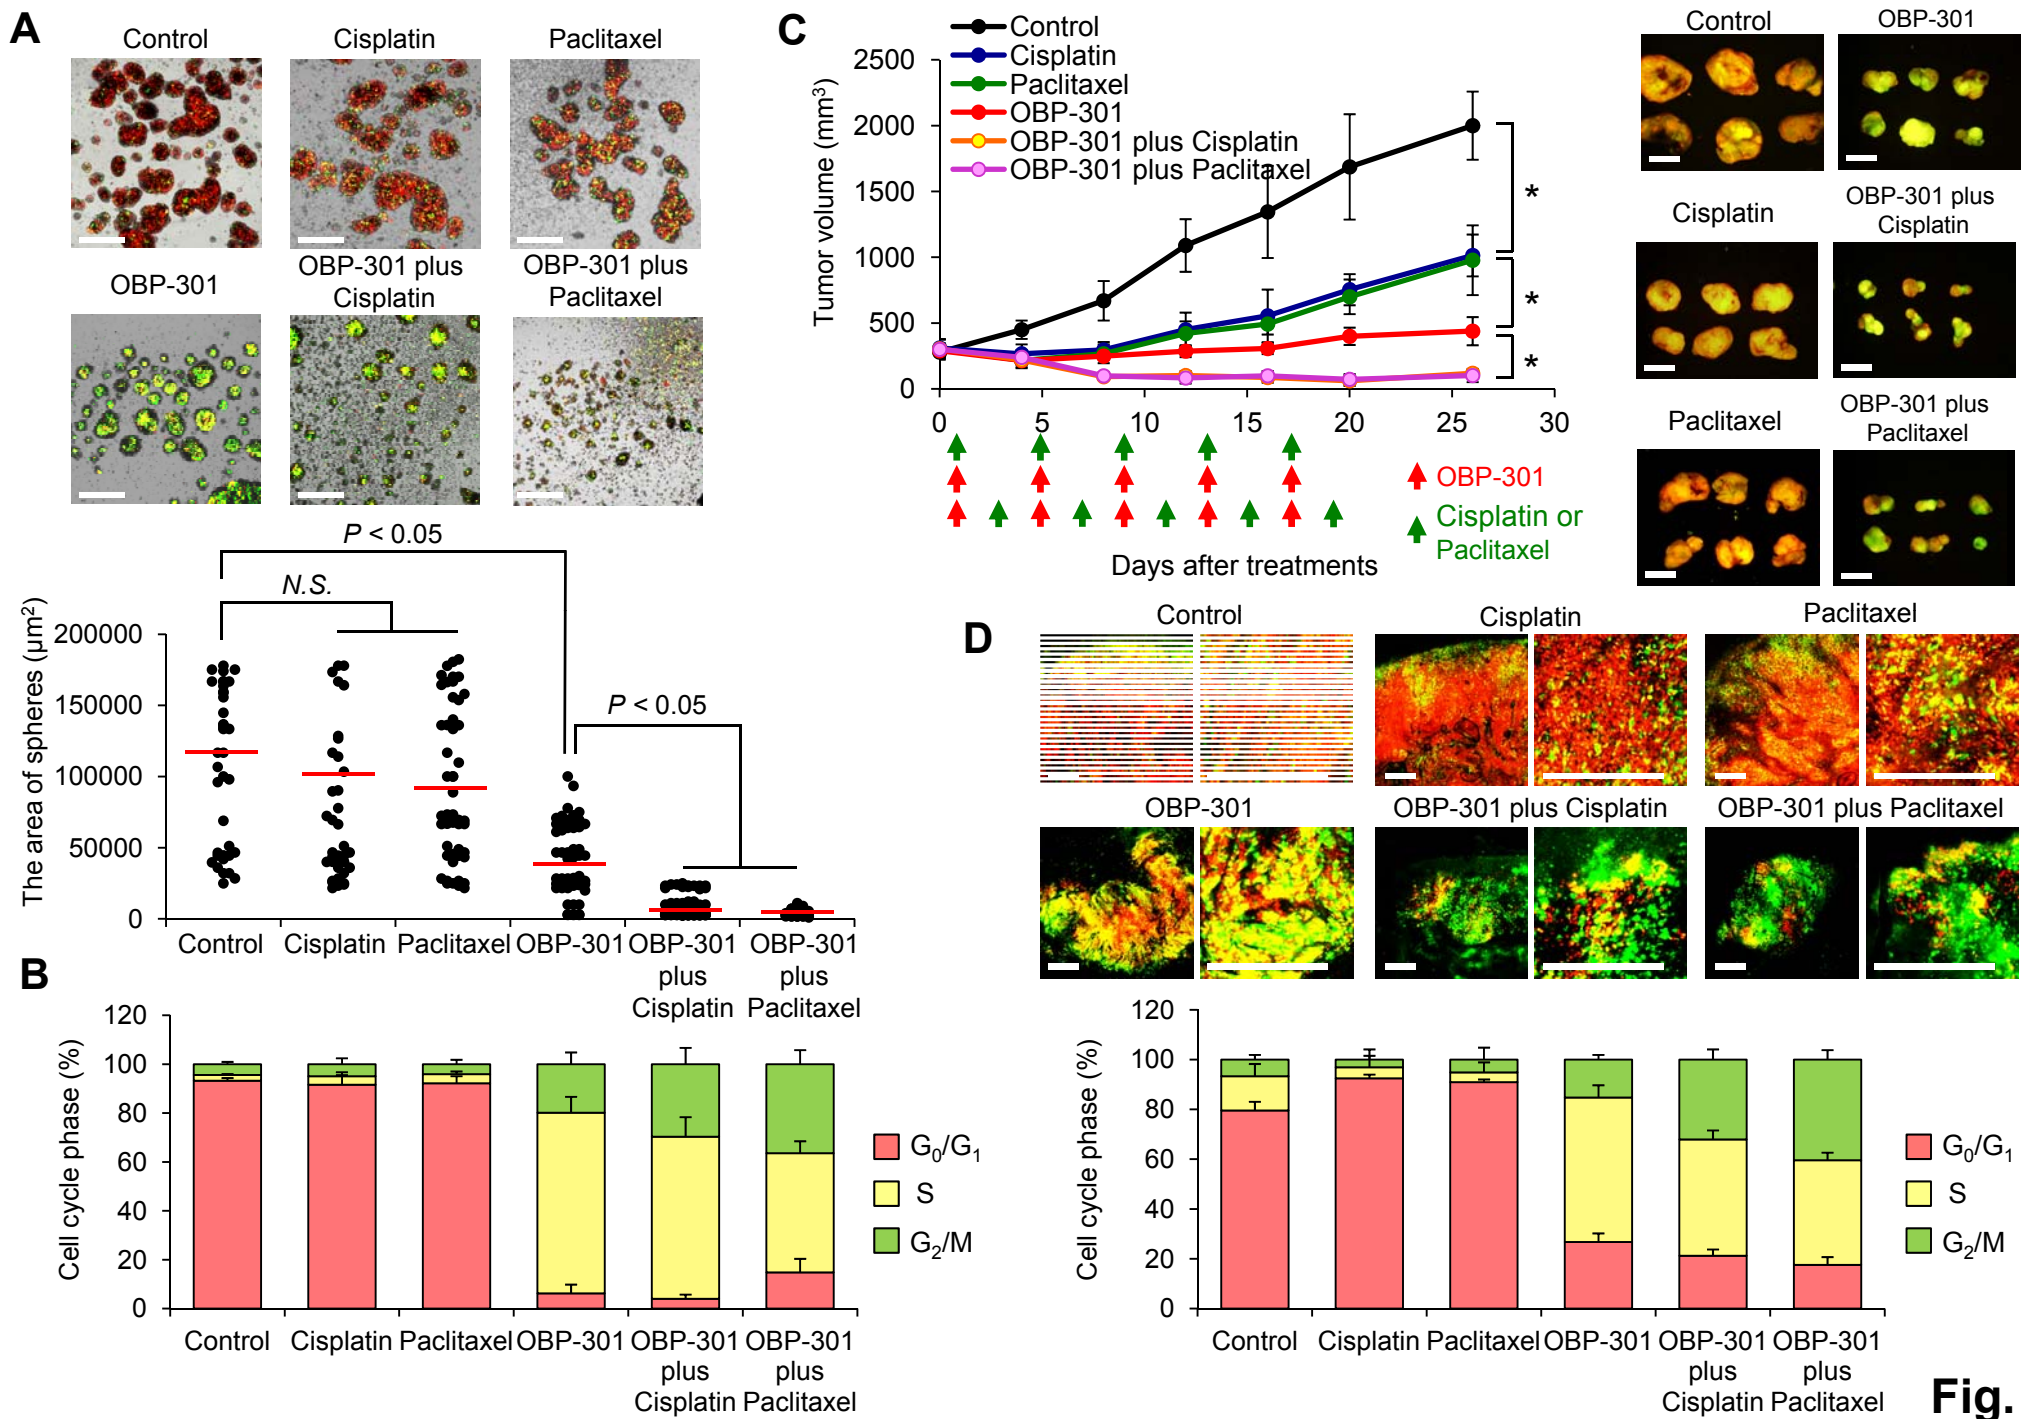 A
Control
Cisplatin
Paclitaxel
OBP-301
OBP-301 plus
Cisplatin
OBP-301 plus
Paclitaxel
P < 0.05
N.S.
P < 0.05
The area of spheres (µm²)
200000
150000
100000
50000
0
Control
Cisplatin
Paclitaxel
OBP-301
OBP-301
plus
Cisplatin
OBP-301
plus
Paclitaxel
B
Cell cycle phase (%)
120
100
80
60
40
20
0
G₀/G₁
S
G₂/M
Control
Cisplatin
Paclitaxel
OBP-301
OBP-301
plus
Cisplatin
OBP-301
plus
Paclitaxel
C
Control
Cisplatin
Paclitaxel
OBP-301
OBP-301 plus Cisplatin
OBP-301 plus Paclitaxel
Tumor volume (mm³)
2500
2000
1500
1000
500
0
*
*
*
0 5 10 15 20 25 30
OBP-301
Cisplatin or
Paclitaxel
Days after treatments
Control
OBP-301
Cisplatin
OBP-301 plus
Cisplatin
Paclitaxel
OBP-301 plus
Paclitaxel
D
Control
Cisplatin
Paclitaxel
OBP-301
OBP-301 plus Cisplatin
OBP-301 plus Paclitaxel
Cell cycle phase (%)
120
100
80
60
40
20
0
G₀/G₁
S
G₂/M
Control
Cisplatin
Paclitaxel
OBP-301
OBP-301
plus
Cisplatin
OBP-301
plus
Paclitaxel
Fig.